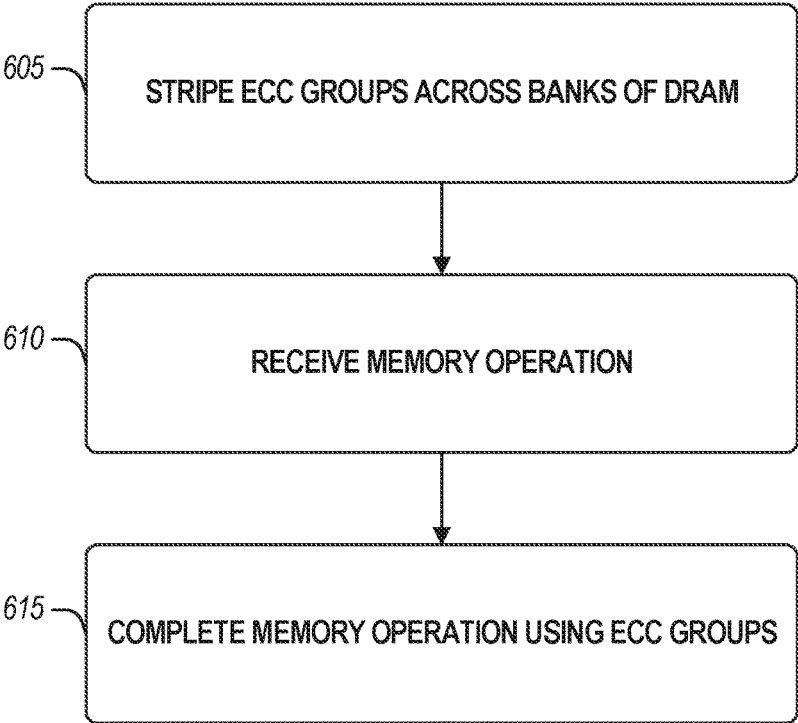 605
STRIPE ECC GROUPS ACROSS BANKS OF DRAM
610
RECEIVE MEMORY OPERATION
615
COMPLETE MEMORY OPERATION USING ECC GROUPS